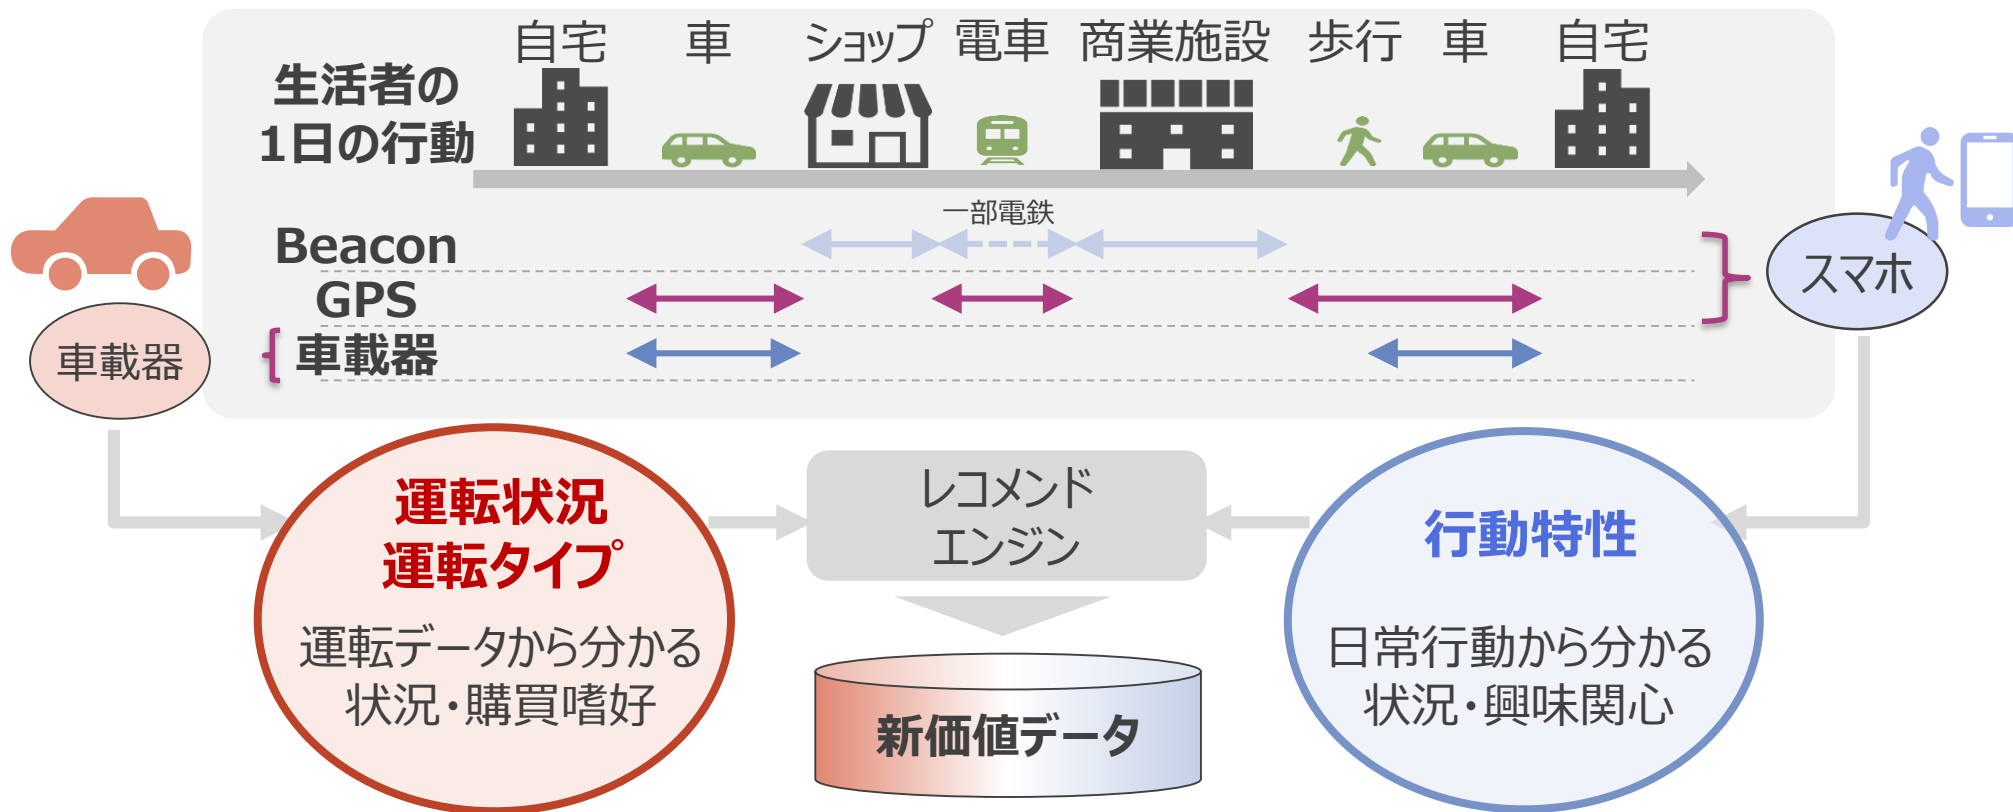 自宅
車
ショップ
電車
商業施設
歩行
車
自宅
生活者の
1日の行動
一部電鉄
Beacon
GPS
車載器
車載器
スマホ
運転状況
運転タイプ
運転データから分かる
状況・購買嗜好
レコメンド
エンジン
新価値データ
行動特性
日常行動から分かる
状況・興味関心